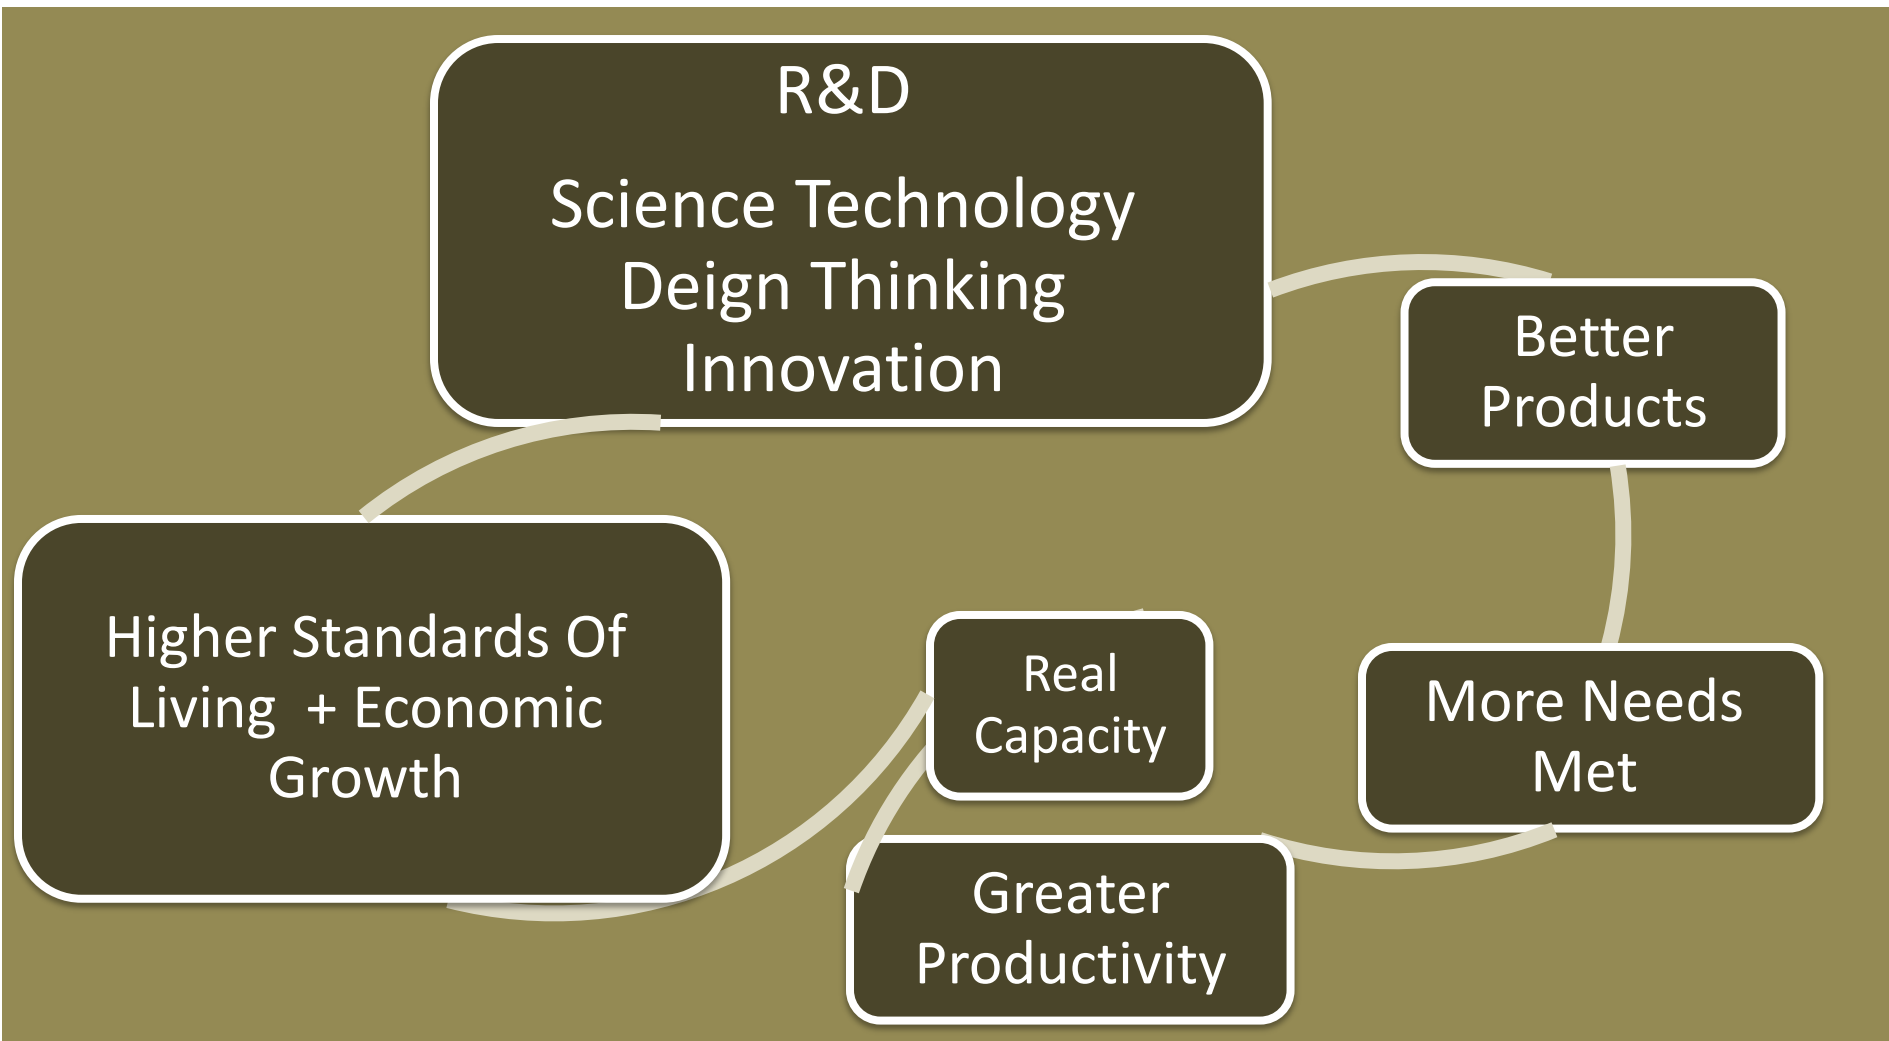 R&D
Science Technology
Deign Thinking
Innovation
Better
Products
More Needs
Met
Greater
Productivity
Real
Capacity
Higher Standards Of
Living + Economic
Growth